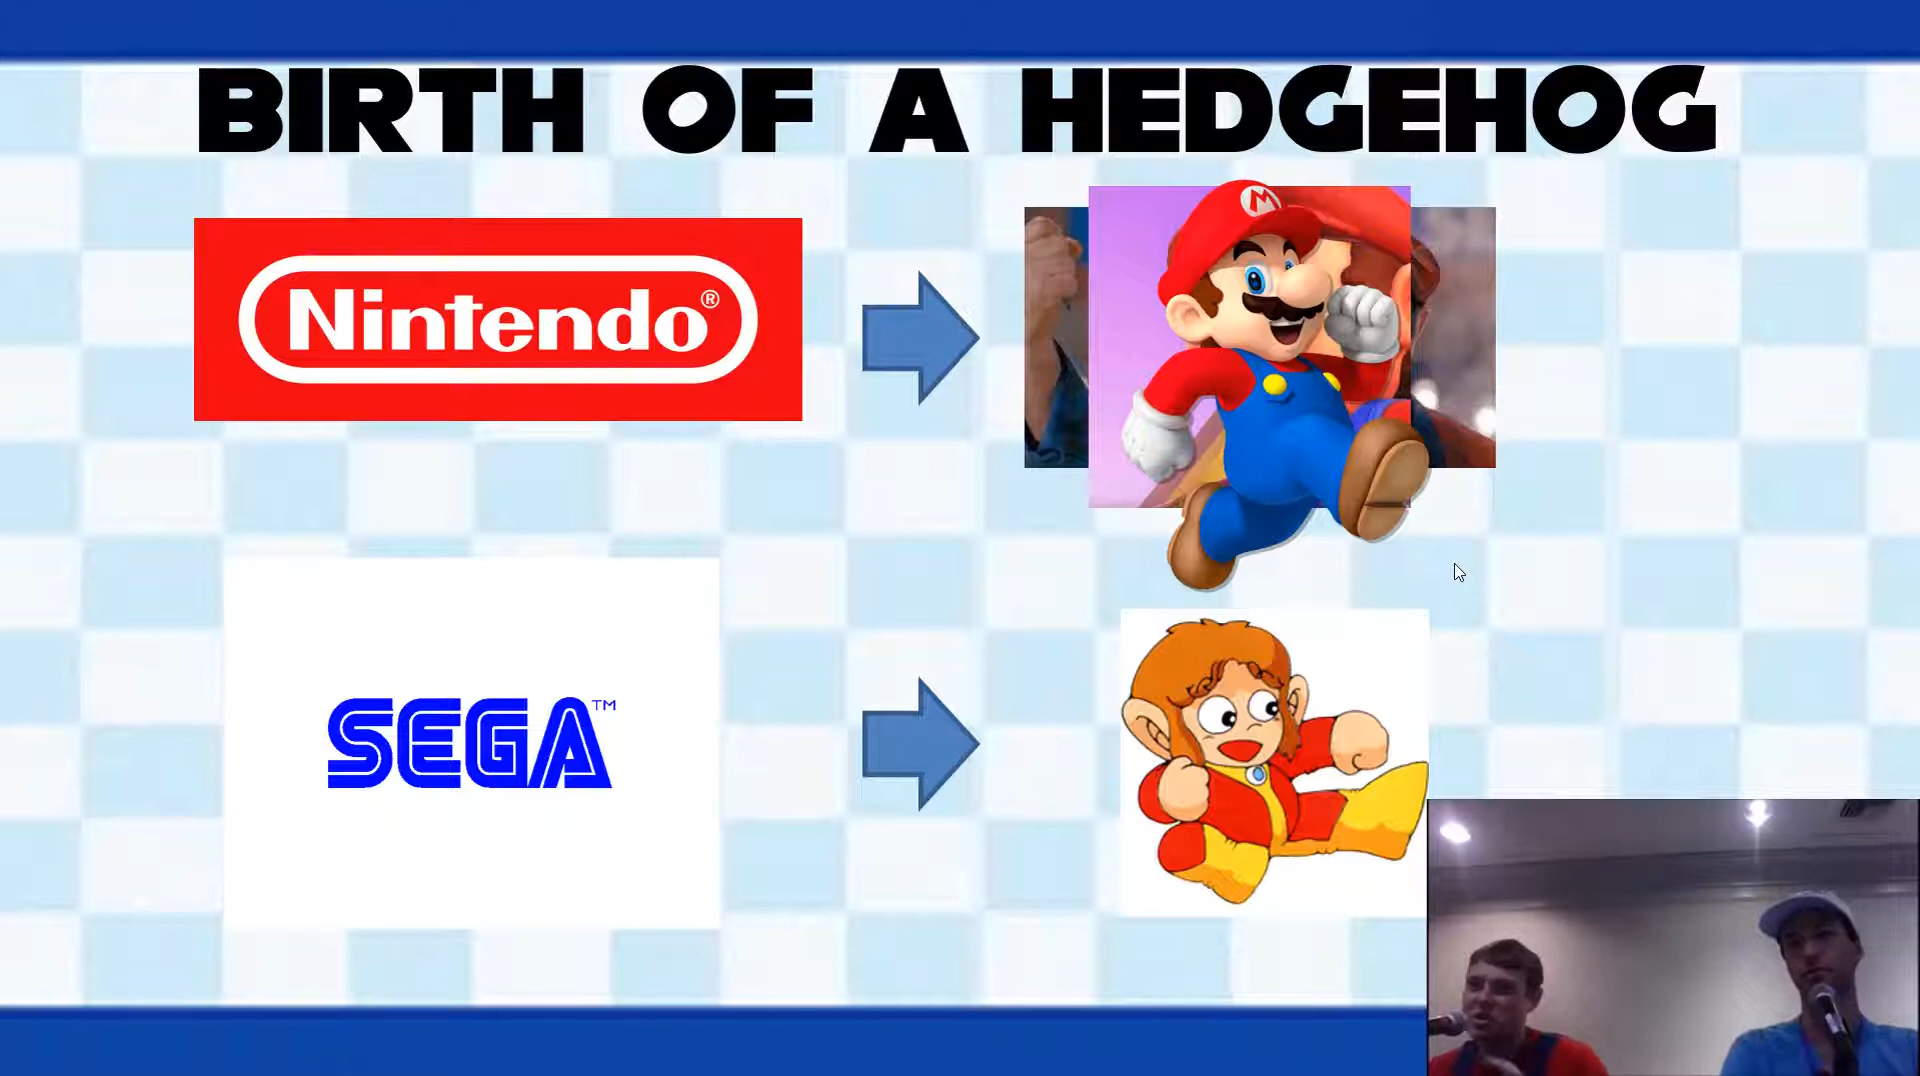 BIRTH OF A HEDGEHOG
M
Nintendo®
SEGA™